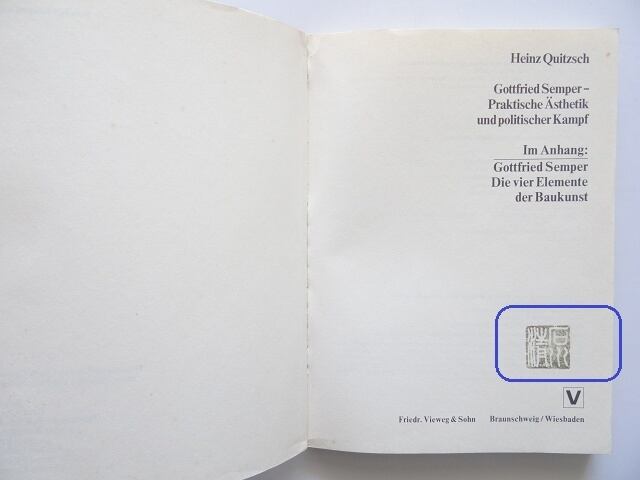 Heinz Quitzsch
Gottfried Semper–
Praktische Ästhetik
und politischer Kampf
Im Anhang:
Gottfried Semper
Die vier Elemente
der Baukunst
V
Friedr. Vieweg & Sohn Braunschweig / Wiesbaden